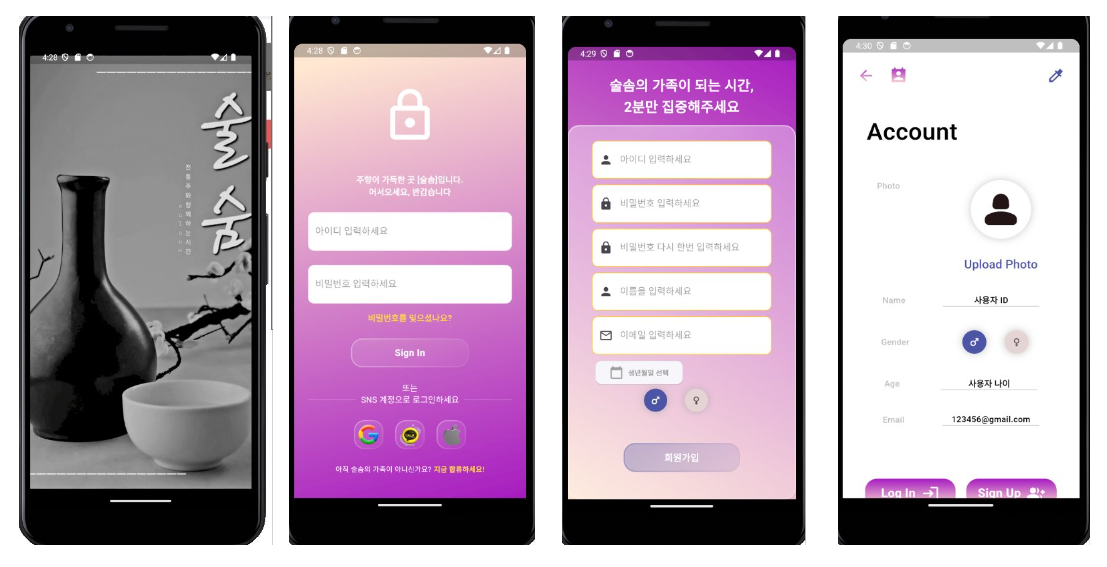 4:28
술솜
전통주와함께하는시간
4:28
주향이 가득한 곳 [술솜]입니다.
어서오세요, 반갑습니다
아이디 입력하세요
비밀번호 입력하세요
비밀번호를 잊으셨나요?
Sign In
또는
SNS 계정으로 로그인하세요
아직 술솜의 가족이 아니신가요? 지금 합류하세요!
4:29
술솜의 가족이 되는 시간,
2분만 집중해주세요
아이디 입력하세요
비밀번호 입력하세요
비밀번호 다시 한번 입력하세요
이름을 입력하세요
이메일 입력하세요
생년월일 선택
회원가입
4:30
Account
Photo
Upload Photo
Name 사용자 ID
Gender
Age 사용자 나이
Email 123456@gmail.com
Log In Sign Up